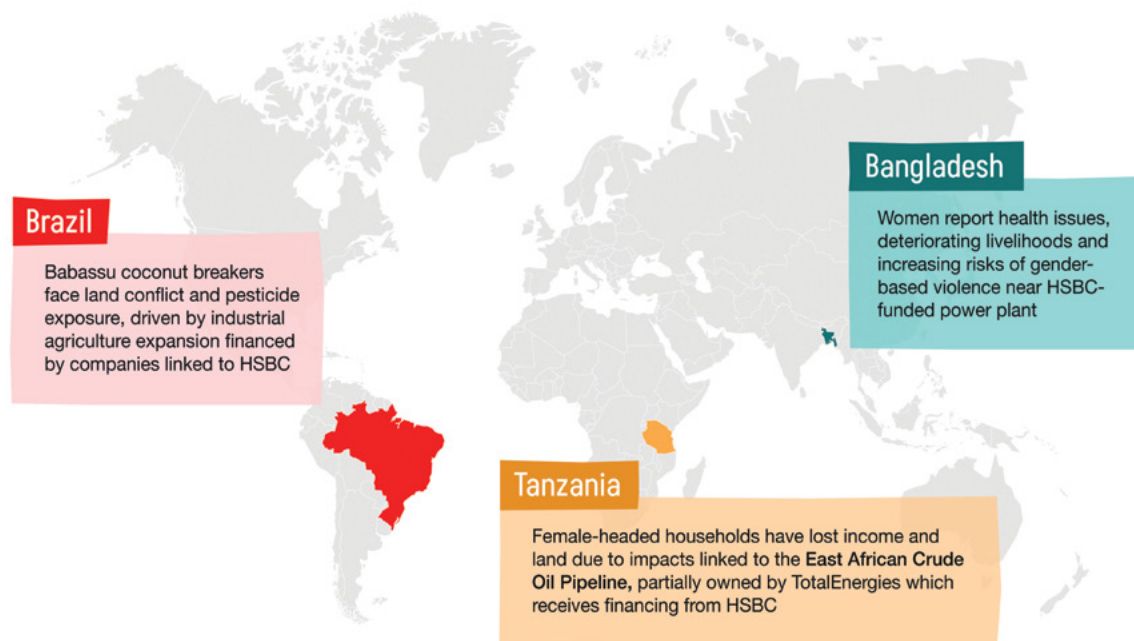 Brazil
Babassu coconut breakers
face land conflict and pesticide
exposure, driven by industrial
agriculture expansion financed
by companies linked to HSBC
Bangladesh
Women report health issues,
deteriorating livelihoods and
increasing risks of gender-
based violence near HSBC-
funded power plant
Tanzania
Female-headed households have lost income and
land due to impacts linked to the East African Crude
Oil Pipeline, partially owned by TotalEnergies which
receives financing from HSBC